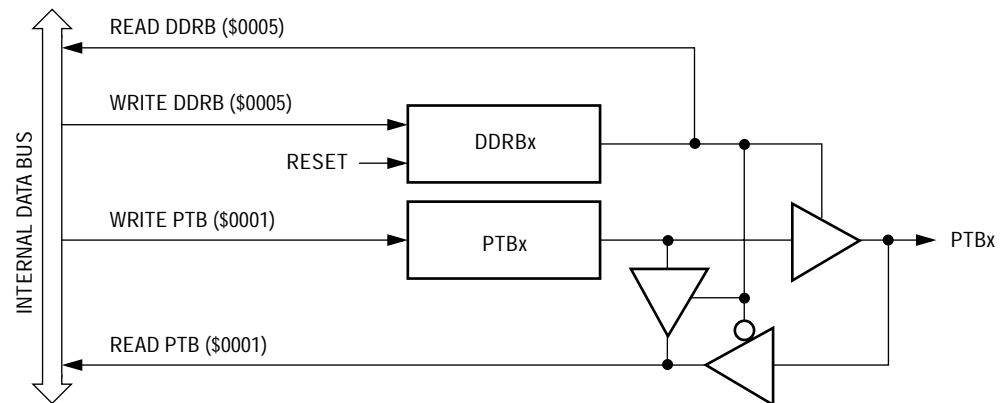 READ DDRB ($0005)
WRITE DDRB ($0005)
DDRBx
RESET
WRITE PTB ($0001)
PTBx
PTBx
READ PTB ($0001)
INTERNAL DATA BUS